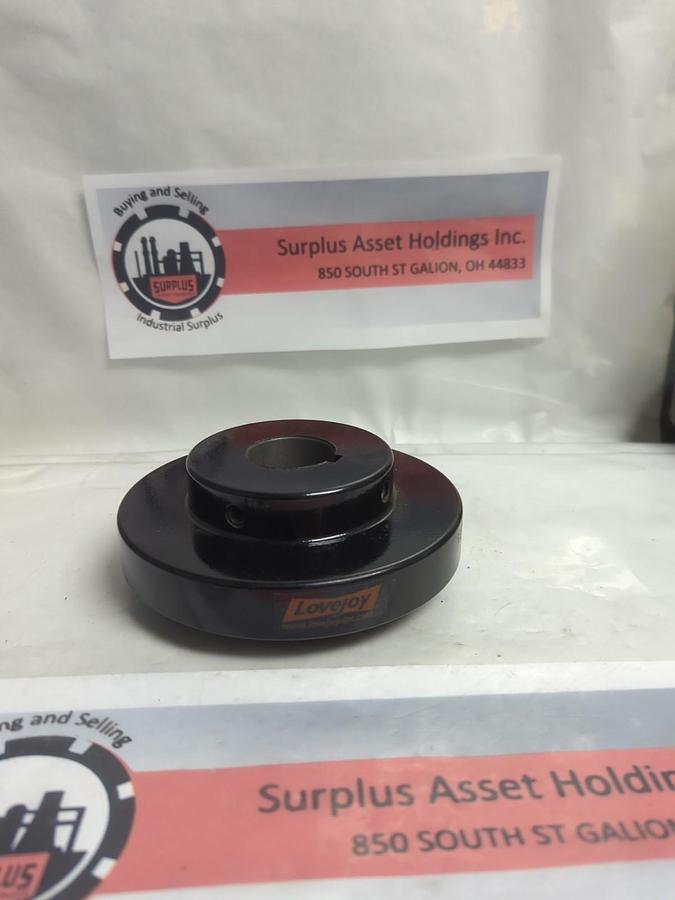 Buying and Selling
Surplus Asset Holdings Inc.
850 SOUTH ST GALION, OH 44833
SURPLUS
Industrial Surplus
Lovejoy
ng and Selling
Surplus Asset Holdin
850 SOUTH ST GALION
LUS